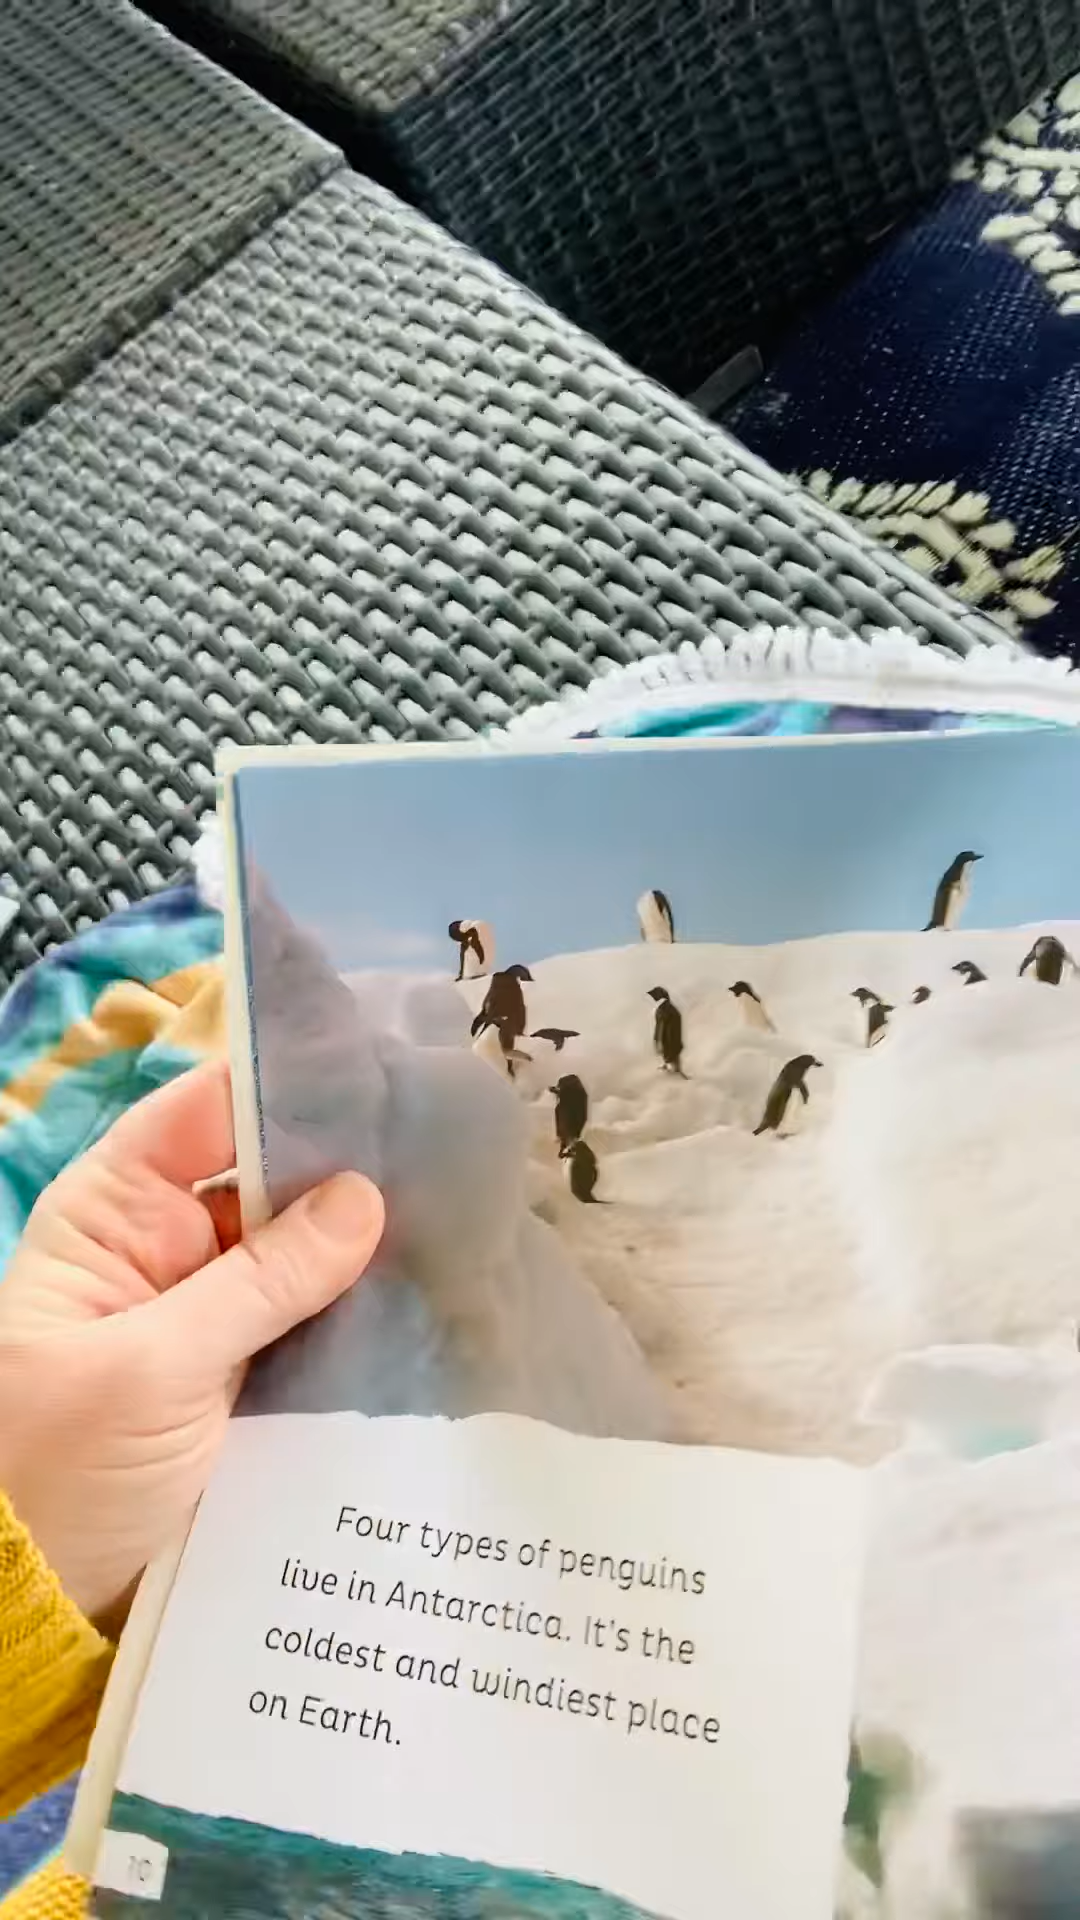 Four types of penguins
live in Antarctica. It's the
coldest and windiest place
on Earth.
10